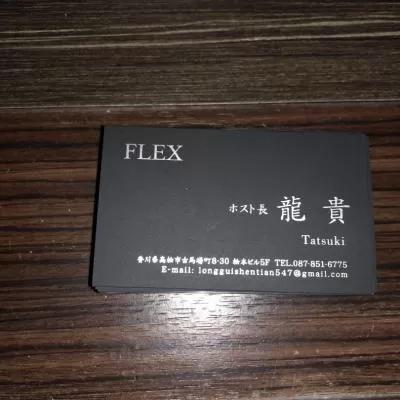 FLEX
ホスト長 龍貴
Tatsuki
香川県高松市古馬場町8-30 松本ビル5F TEL.087-851-6775
E-mail: longguishentian547@gmail.com